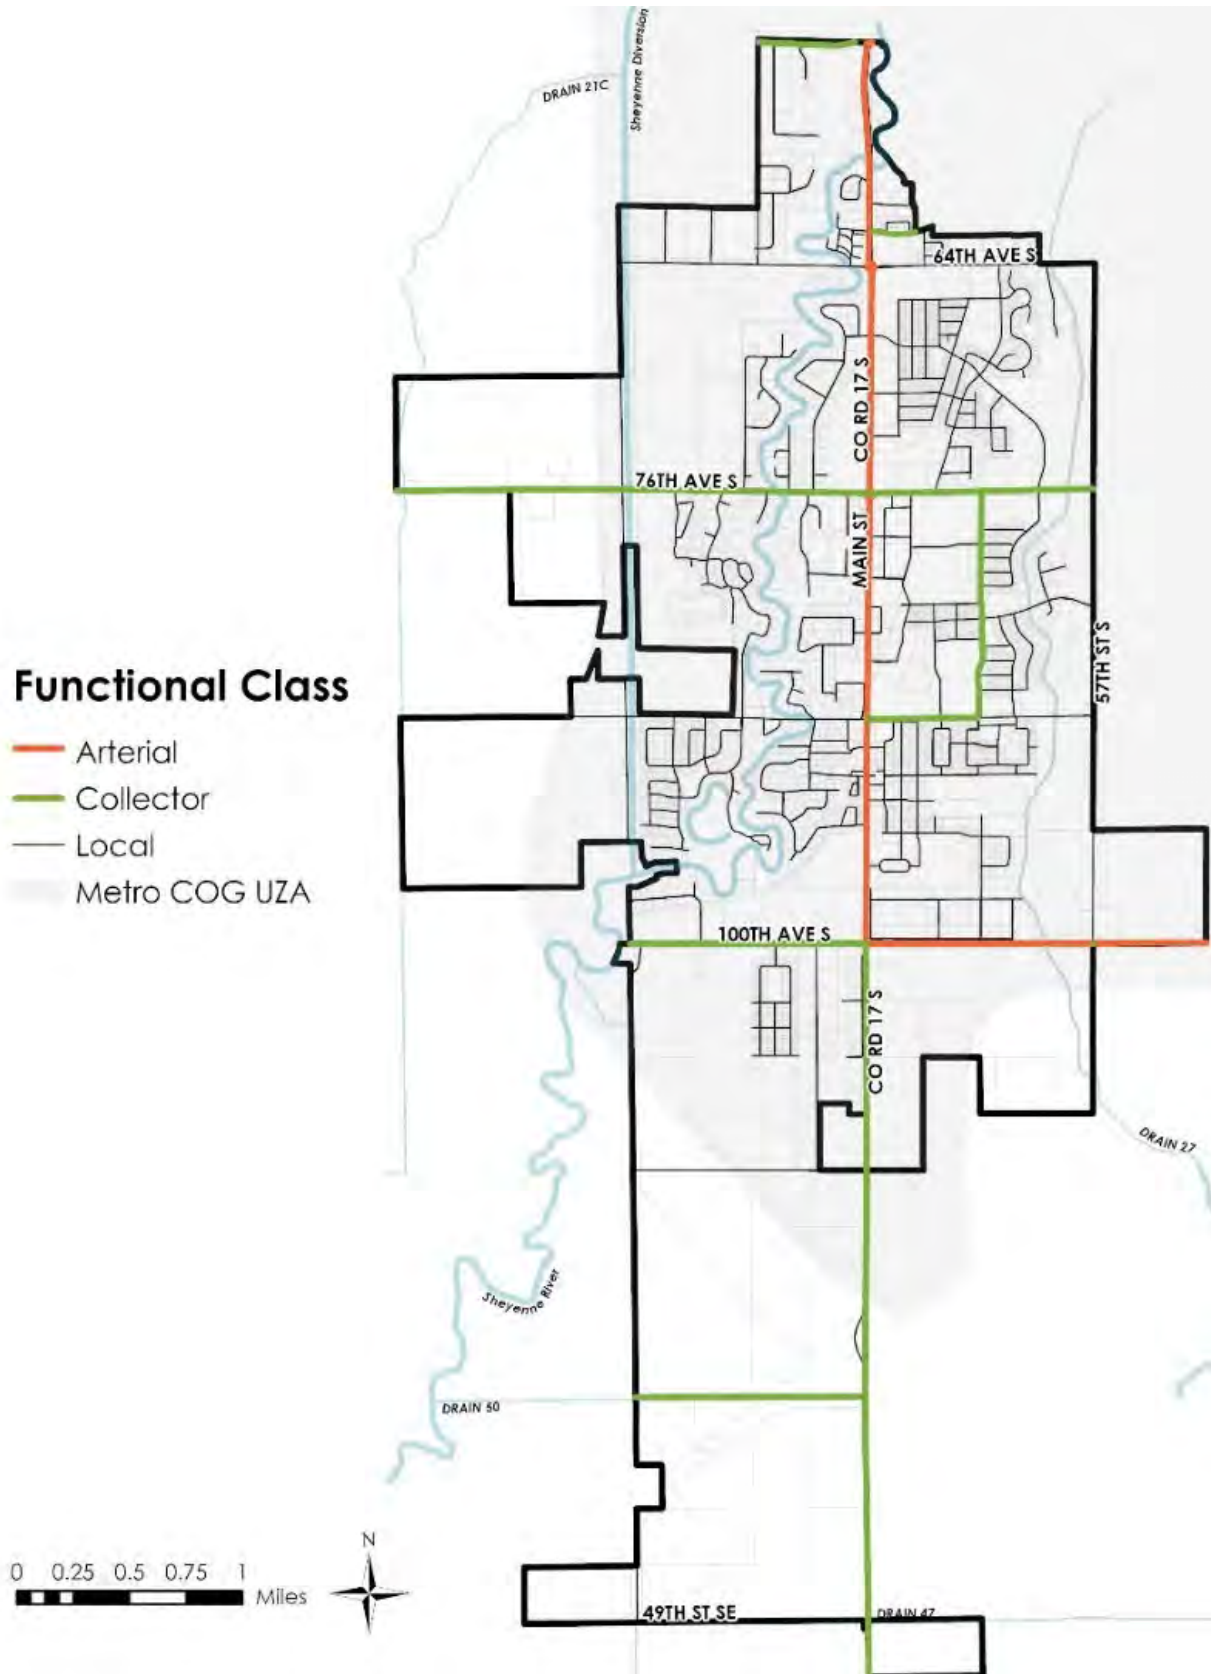 Sheyenne Diversion
DRAIN 21C
64TH AVE S
CO RD 17 S
76TH AVE S
MAIN ST
57TH ST S
Functional Class
Arterial
Collector
Local
Metro COG UZA
100TH AVE S
CO RD 17 S
DRAIN 27
Sheyenne River
DRAIN 50
N
0 0.25 0.5 0.75 1
Miles
49TH ST SE
DRAIN 47